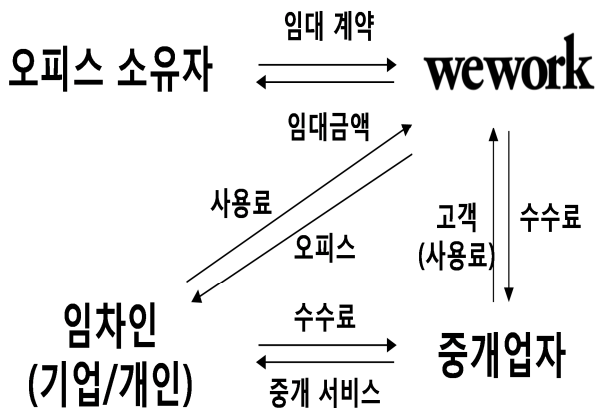 임대 계약
오피스 소유자
wework
임대금액
사용료
오피스
고객
(사용료)
수수료
임차인
(기업/개인)
수수료
중개 서비스
중개업자